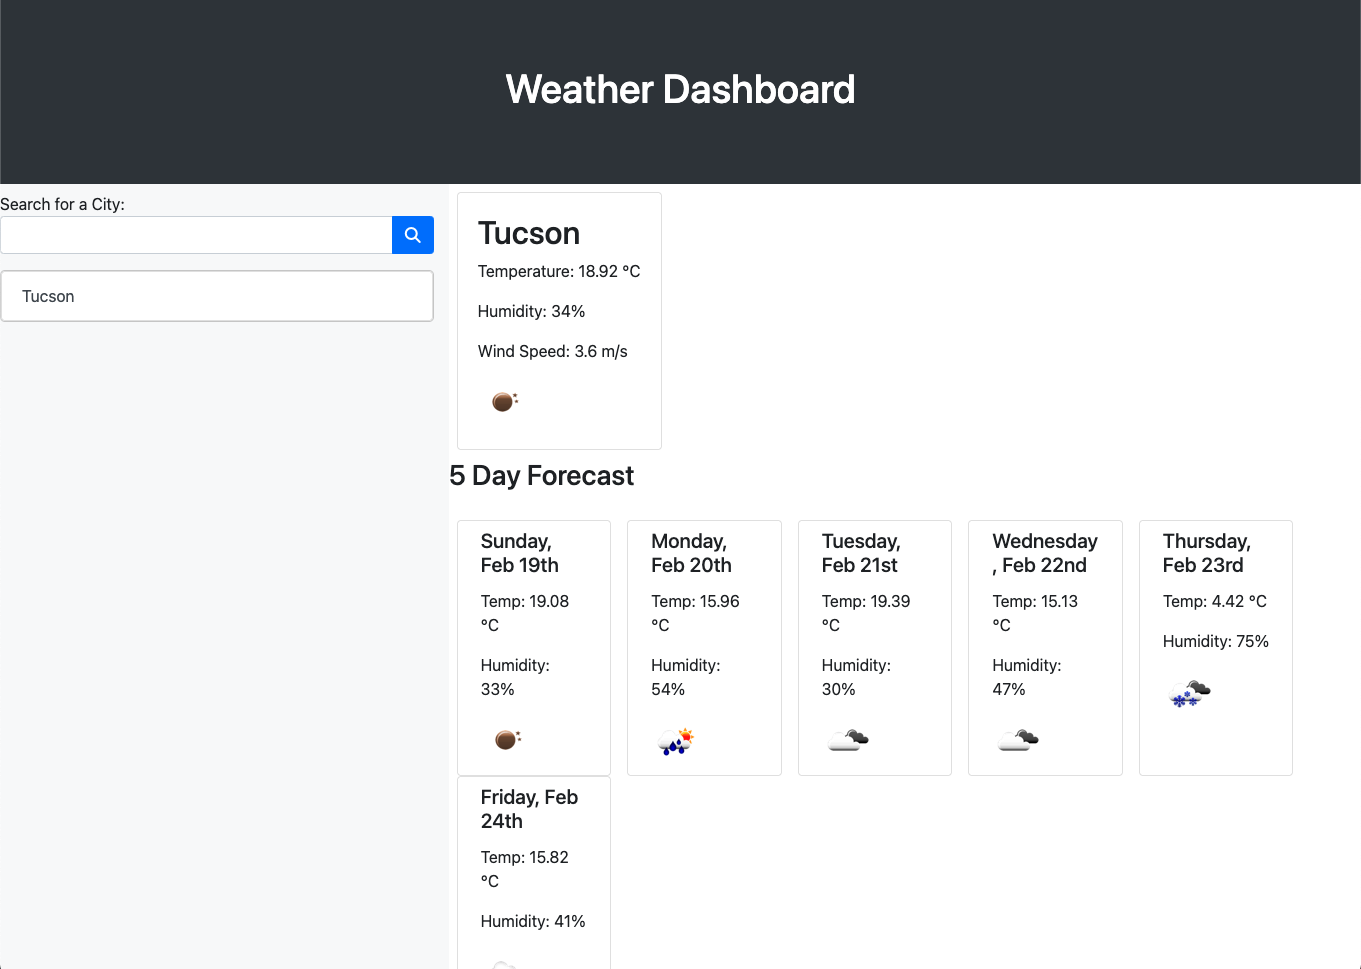 Weather Dashboard
Search for a City:
Tucson
Tucson
Temperature: 18.92 °C
Humidity: 34%
Wind Speed: 3.6 m/s
5 Day Forecast
Sunday,
Feb 19th
Temp: 19.08
°C
Humidity:
33%
Monday,
Feb 20th
Temp: 15.96
°C
Humidity:
54%
Tuesday,
Feb 21st
Temp: 19.39
°C
Humidity:
30%
Wednesday
, Feb 22nd
Temp: 15.13
°C
Humidity:
47%
Thursday,
Feb 23rd
Temp: 4.42 °C
Humidity: 75%
Friday, Feb
24th
Temp: 15.82
°C
Humidity: 41%